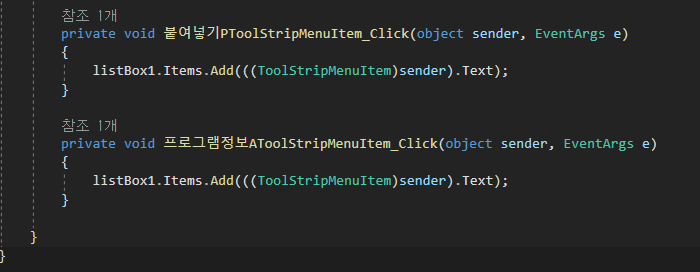 참조 1개
private void 붙여넣기PToolStripMenuItem_Click(object sender, EventArgs e)
{
listBox1.Items.Add(((ToolStripMenuItem)sender).Text);
}
참조 1개
private void 프로그램정보AToolStripMenuItem_Click(object sender, EventArgs e)
{
listBox1.Items.Add(((ToolStripMenuItem)sender).Text);
}
}
}